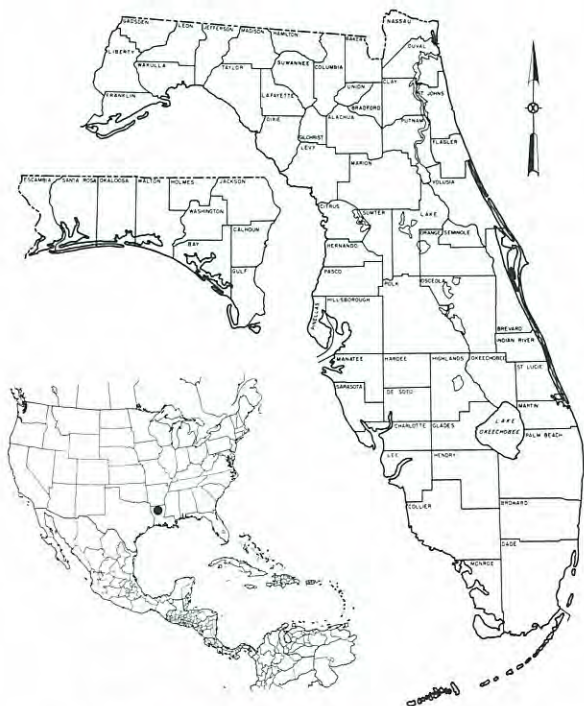 NASSAU
GADSDEN
LEON
JEFFERSON
MADISON
HAMILTON
BAKER
DUVAL
LIBERTY
WAKULLA
TAYLOR
SUWANNEE
COLUMBIA
UNION
CLAY
ST JOHNS
FRANKLIN
LAFAYETTE
BRADFORD
DIXIE
GILCHRIST
ALACHUA
PUTNAM
LEVY
FLAGLER
MARION
VOLUSIA
ESCAMBIA
SANTA ROSA
OKALOOSA
WALTON
HOLMES
JACKSON
WASHINGTON
BAY
CALHOUN
GULF
CITRUS
SUMTER
LAKE
HERNANDO
ORANGE
SEMINOLE
PASCO
POLK
OSCEOLA
HILLSBOROUGH
PINELLAS
BREVARD
INDIAN RIVER
MANATEE
HARDEE
HIGHLANDS
OKEECHOBEE
ST LUCIE
SARASOTA
DE SOTO
MARTIN
LAKE
OKEECHOBEE
CHARLOTTE
GLADES
PALM BEACH
LEE
HENDRY
COLLIER
BROWARD
DADE
MONROE